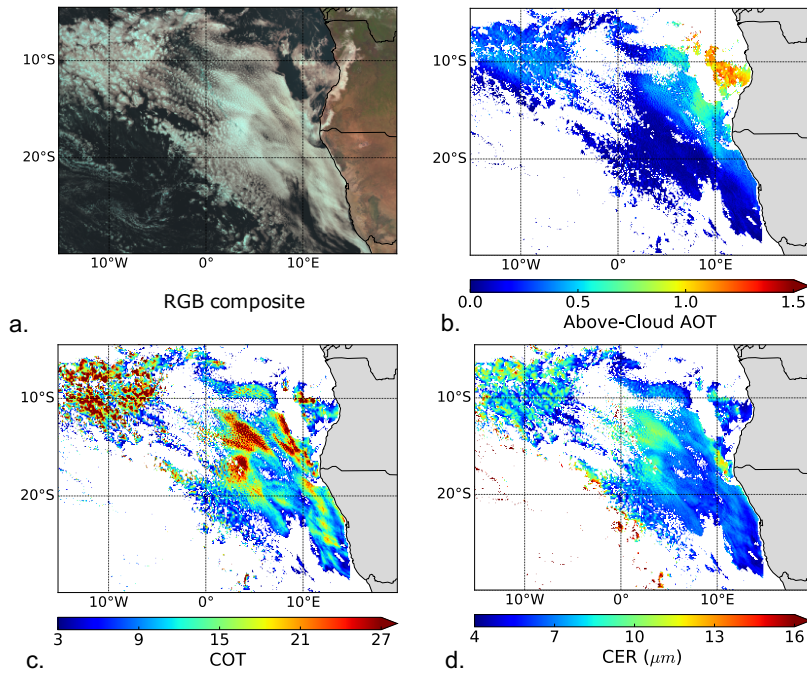 10°S
20°S
10°W 0° 10°E
RGB composite
a.
10°S
20°S
10°W 0° 10°E
0.0 0.5 1.0 1.5
Above-Cloud AOT
b.
10°S
20°S
10°W 0° 10°E
3 9 15 21 27
COT
c.
10°S
20°S
10°W 0° 10°E
4 7 10 13 16
CER (μm)
d.